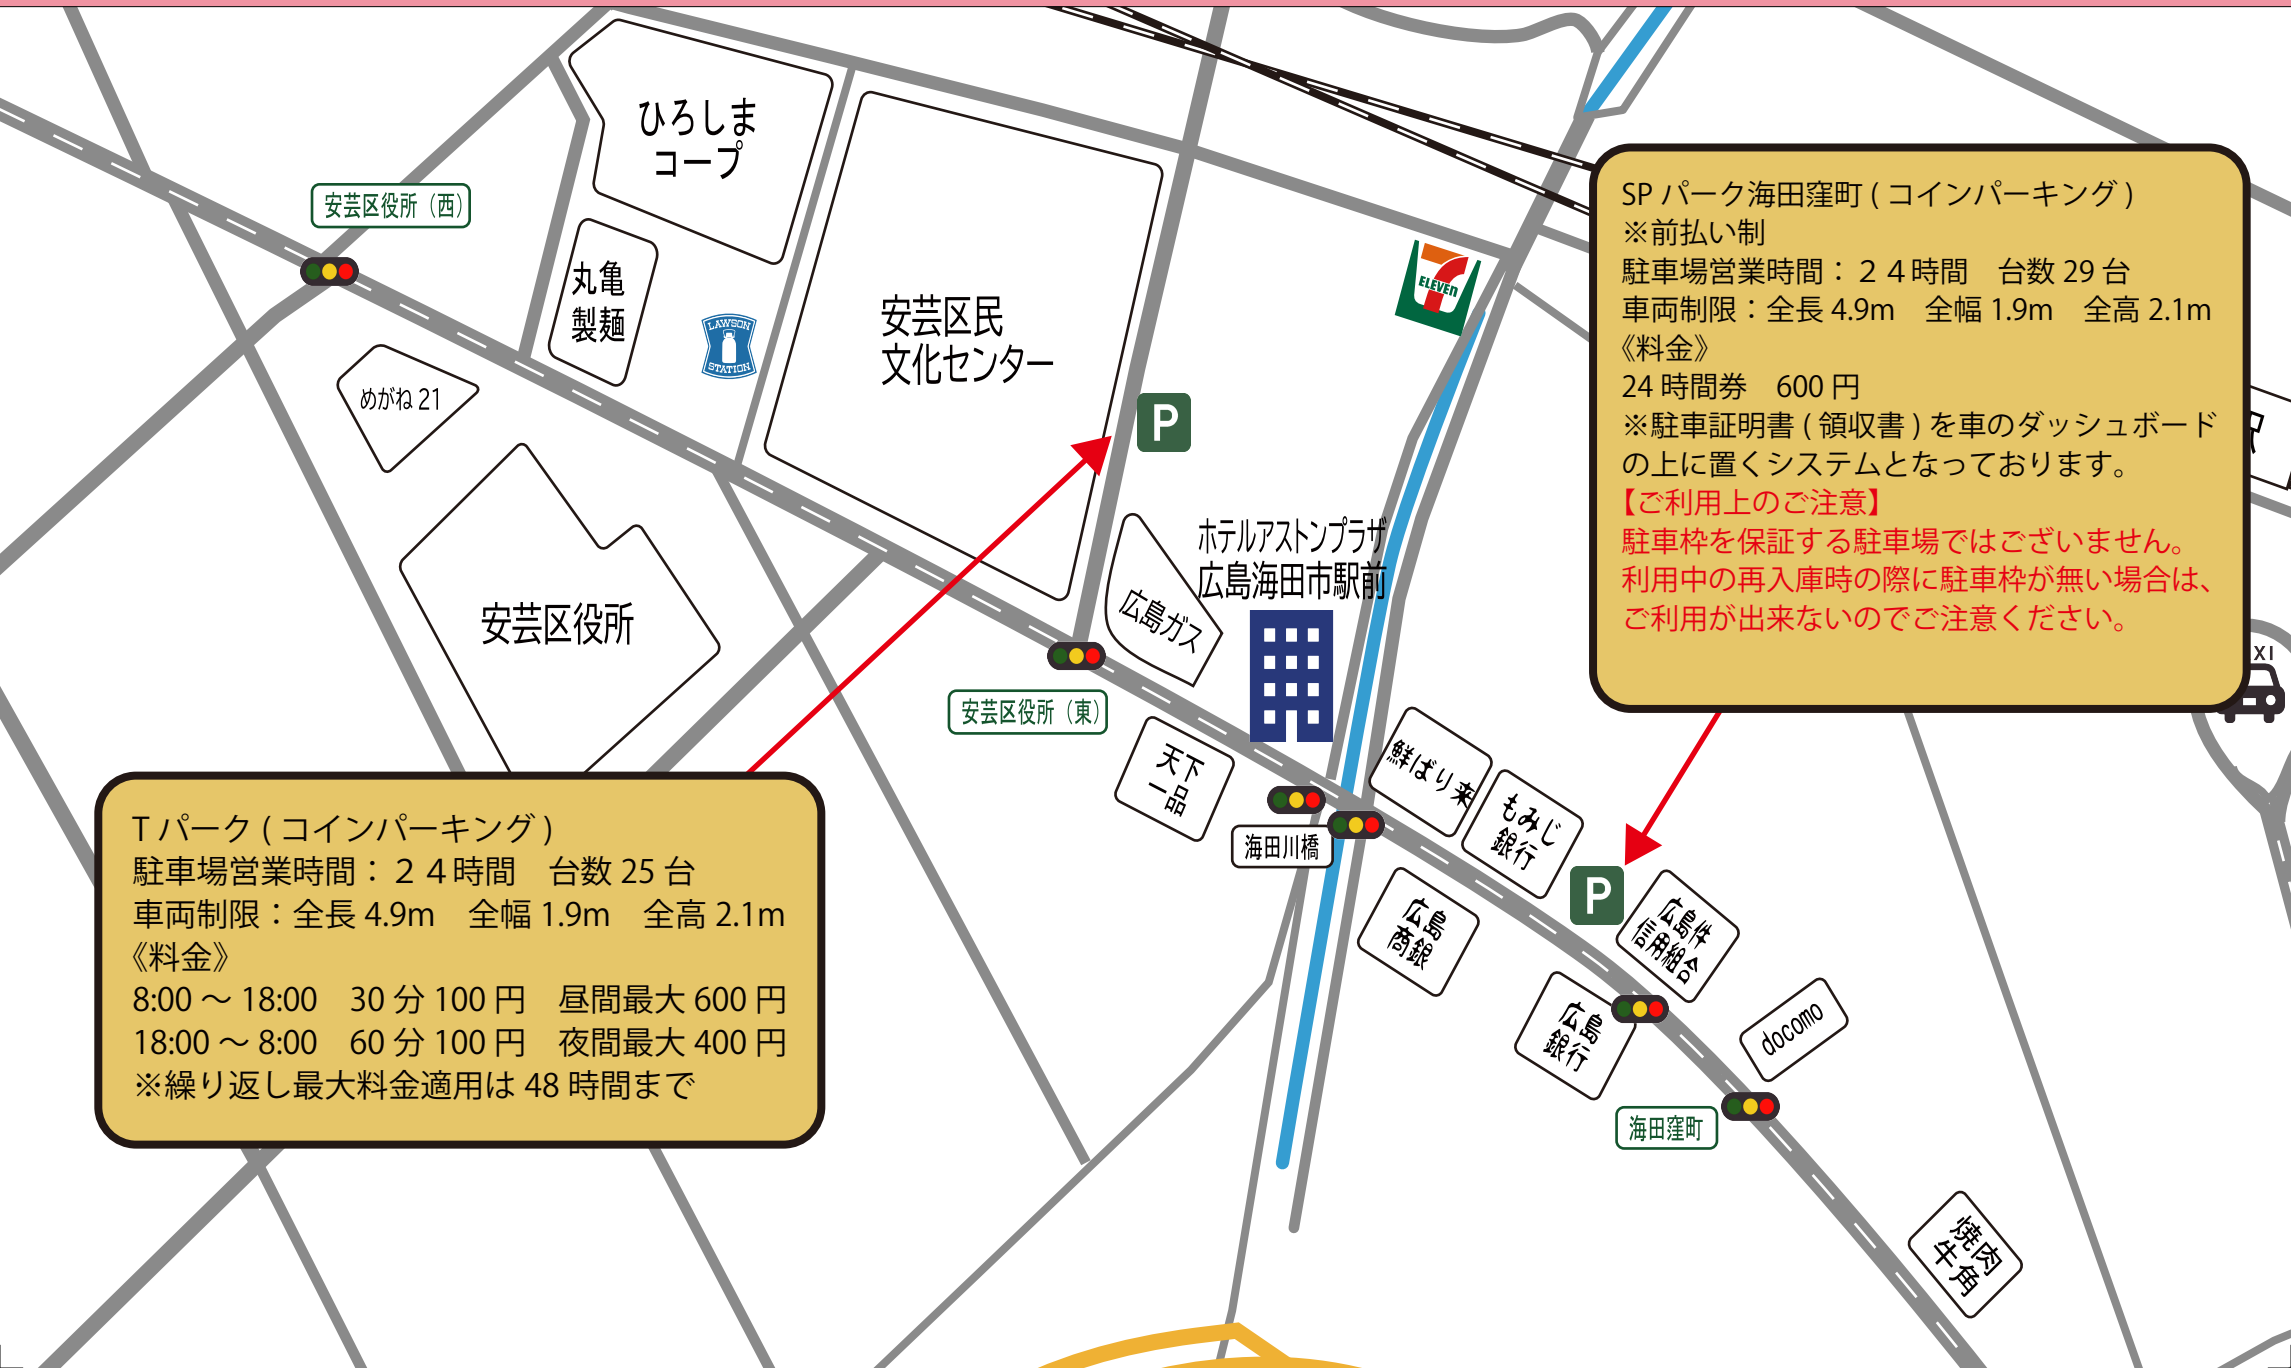 ひろしま
コープ
安芸区役所（西）
SP パーク海田窪町 ( コインパーキング )
※前払い制
駐車場営業時間：２４時間　台数 29 台
車両制限：全長 4.9m　全幅 1.9m　全高 2.1m
《料金》
24 時間券　600 円
※駐車証明書 ( 領収書 ) を車のダッシュボード
の上に置くシステムとなっております。
【ご利用上のご注意】
駐車枠を保証する駐車場ではございません。
利用中の再入庫時の際に駐車枠が無い場合は、
ご利用が出来ないのでご注意ください。
丸亀
製麺
ELEVEN
LAWSON
STATION
安芸区民
文化センター
めがね 21
P
ホテルアストンプラザ
広島海田市駅前
広島ガス
安芸区役所
XI
安芸区役所（東）
天下
一品
鮮ばり来
もみじ
銀行
海田川橋
P
広島
商銀
広島件
信用組合
広島
銀行
docomo
海田窪町
T パーク ( コインパーキング )
駐車場営業時間：２４時間　台数 25 台
車両制限：全長 4.9m　全幅 1.9m　全高 2.1m
《料金》
8:00 ～ 18:00　30 分 100 円　昼間最大 600 円
18:00 ～ 8:00　60 分 100 円　夜間最大 400 円
※繰り返し最大料金適用は 48 時間まで
焼肉
牛角